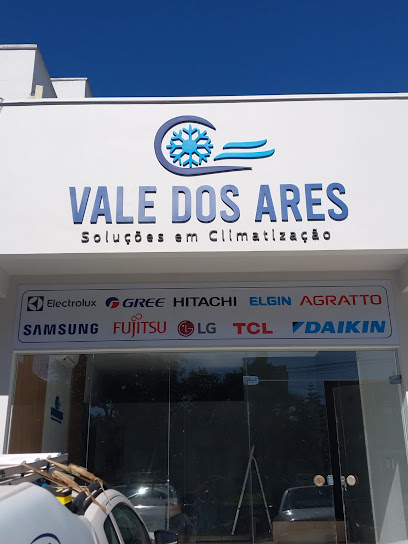 VALE DOS ARES
Soluções em Climatização
Electrolux GREE HITACHI ELGIN AGRATTO
SAMSUNG FUJITSU LG TCL DAIKIN